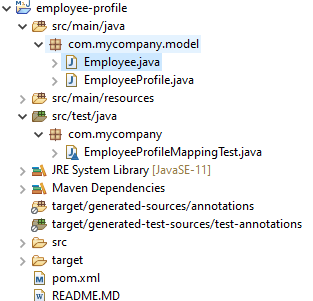 employee-profile
src/main/java
com.mycompany.model
Employee.java
EmployeeProfile.java
src/main/resources
src/test/java
com.mycompany
EmployeeProfileMappingTest.java
JRE System Library [JavaSE-11]
Maven Dependencies
target/generated-sources/annotations
target/generated-test-sources/test-annotations
src
target
pom.xml
README.MD